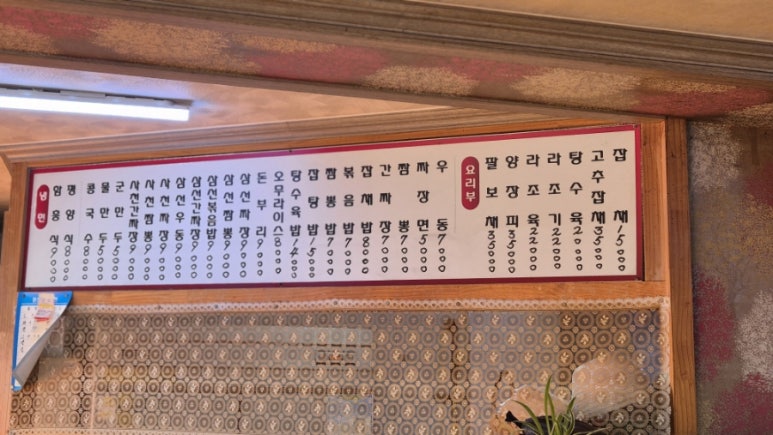 냉면
함흥식 9000
평양식 8000
콩국수 8000
물만두 5000
군만두 5000
사천간짜장 9000
사천짬뽕 9000
사천짜장 9000
삼선우동 9000
삼선간짜장 9000
삼선볶음밥 9000
삼선짬뽕 9000
삼선짜장 9000
돈부리 9000
오무라이스 8000
탕수육밥 14000
잡탕밥 15000
짬뽕밥 7000
볶음밥 7000
잡채밥 8000
간짜장 7000
짬뽕 7000
짜장면 5000
우동 7000
요리부
팔보채 35000
양장피 35000
라조육 22000
라조기 22000
탕수육 20000
고추잡채 35000
잡채 15000